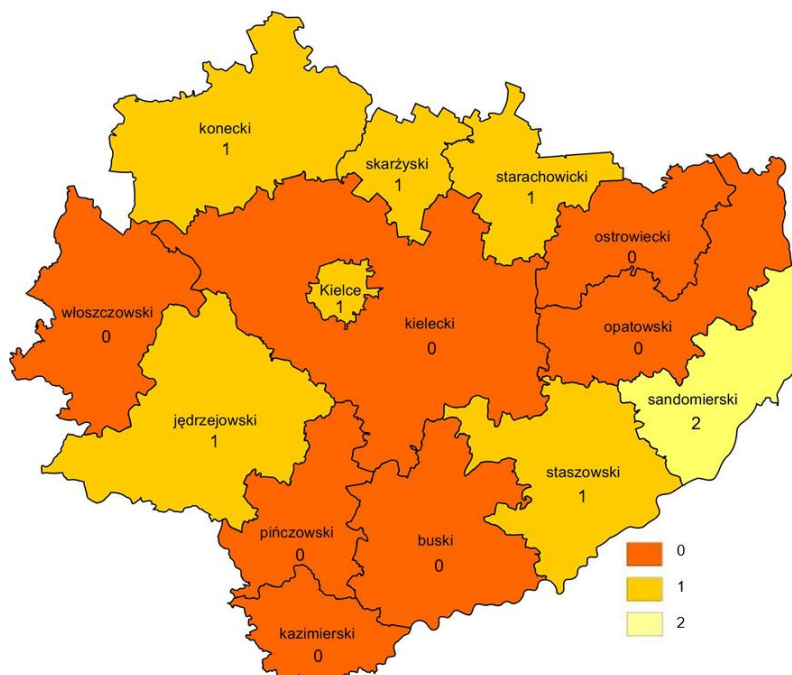 konecki
1
skarżyski
1
starachowicki
1
ostrowiecki
0
Kielce
1
włoszczowski
0
kielecki
0
opatowski
0
sandomierski
2
jędrzejowski
1
staszowski
1
pińczowski
0
buski
0
kazimierski
0
0
1
2